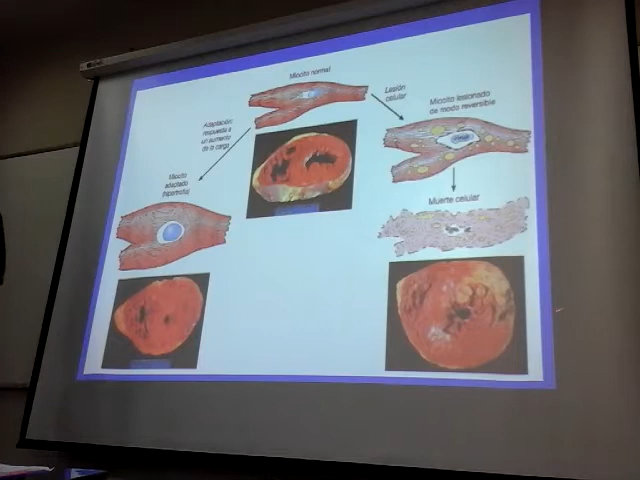 Miocito normal
Lesión
celular
Adaptación:
respuesta a
un aumento
de la carga
Miocito lesionado
de modo reversible
Miocito
adaptado
(hipertrofia)
Muerte celular